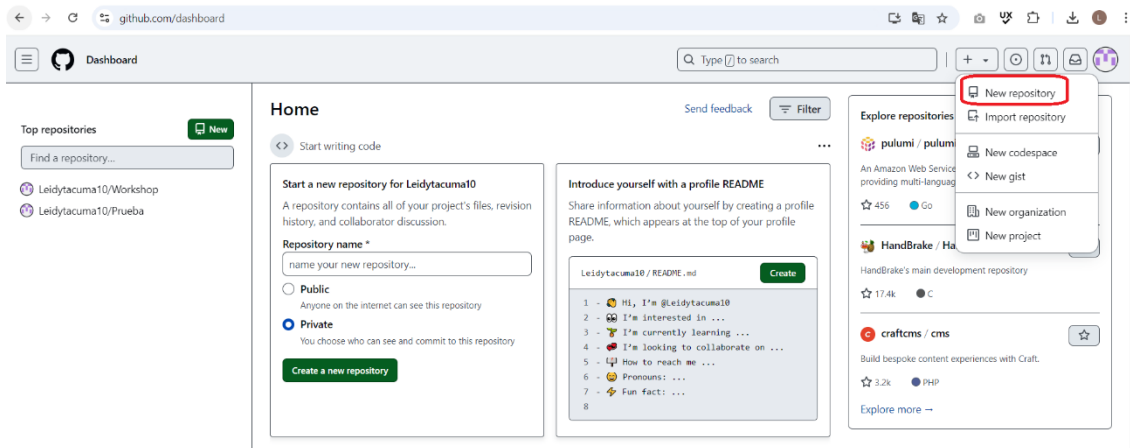 github.com/dashboard
L
Dashboard
Type / to search
New repository
Import repository
New codespace
New gist
New organization
New project
Top repositories
New
Find a repository...
Leidytacuma10/Workshop
Leidytacuma10/Prueba
Home
Send feedback
Filter
Start writing code
Start a new repository for Leidytacuma10
A repository contains all of your project's files, revision
history, and collaborator discussion.
Repository name *
name your new repository...
Public
Anyone on the internet can see this repository
Private
You choose who can see and commit to this repository
Create a new repository
Introduce yourself with a profile README
Share information about yourself by creating a profile
README, which appears at the top of your profile
page.
Leidytacuma10 / README.md
Create
1 - 👋 Hi, I'm @Leidytacuma10
2 - 👀 I'm interested in ...
3 - 🌱 I'm currently learning ...
4 - 💞️ I'm looking to collaborate on ...
5 - 📫 How to reach me ...
6 - 😄 Pronouns: ...
7 - ⚡ Fun fact: ...
8
Explore repositories
pulumi / pulumi
An Amazon Web Service
providing multi-languag
456 Go
HandBrake / Ha
HandBrake's main development repository
17.4k C
craftcms / cms
Build bespoke content experiences with Craft.
3.2k PHP
Explore more →